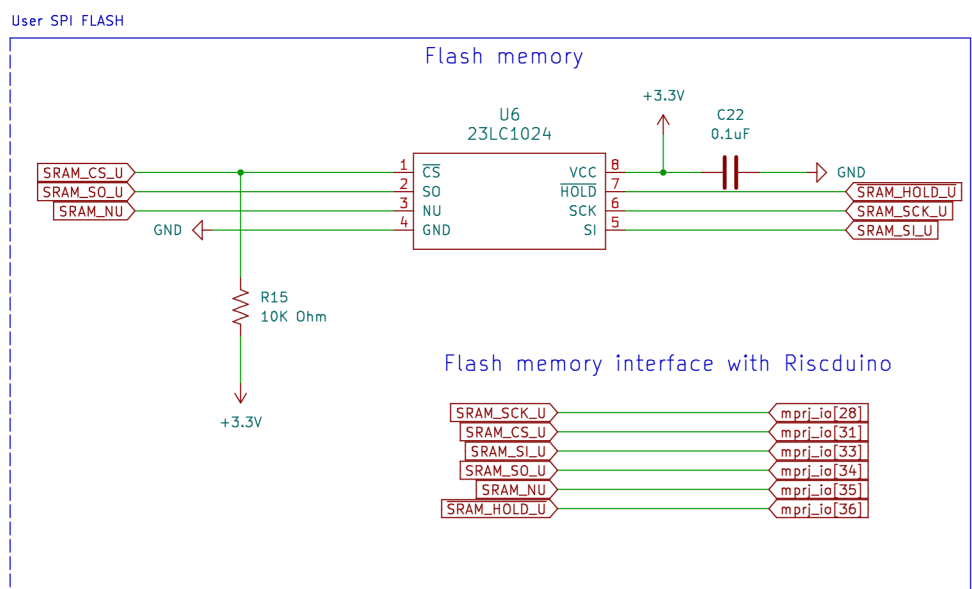 User SPI FLASH
Flash memory
+3.3V
U6
23LC1024
C22
0.1uF
SRAM_CS_U
1
CS
VCC
8
GND
SRAM_SO_U
2
SO
HOLD
7
SRAM_HOLD_U
SRAM_NU
3
NU
SCK
6
SRAM_SCK_U
GND
4
GND
SI
5
SRAM_SI_U
R15
10K Ohm
+3.3V
Flash memory interface with Riscduino
SRAM_SCK_U mprj_io[28]
SRAM_CS_U mprj_io[31]
SRAM_SI_U mprj_io[33]
SRAM_SO_U mprj_io[34]
SRAM_NU mprj_io[35]
SRAM_HOLD_U mprj_io[36]